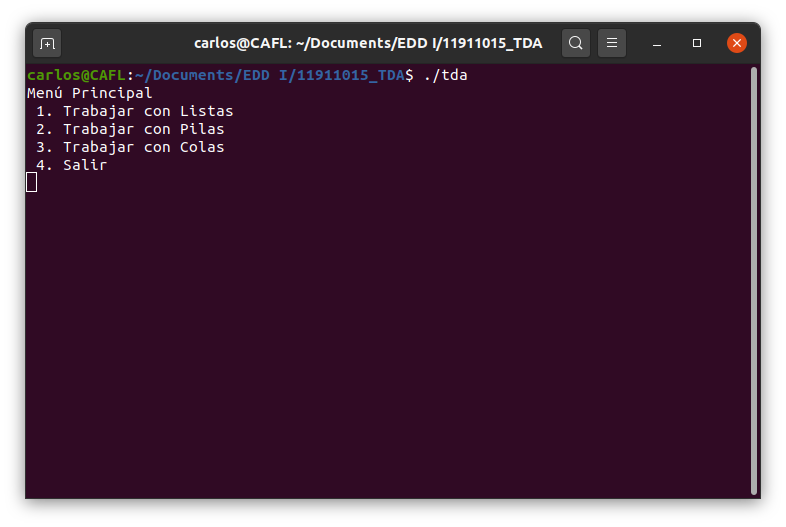 carlos@CAFL: ~/Documents/EDD I/11911015_TDA
carlos@CAFL:~/Documents/EDD I/11911015_TDA$ ./tda
Menú Principal
 1. Trabajar con Listas
 2. Trabajar con Pilas
 3. Trabajar con Colas
 4. Salir